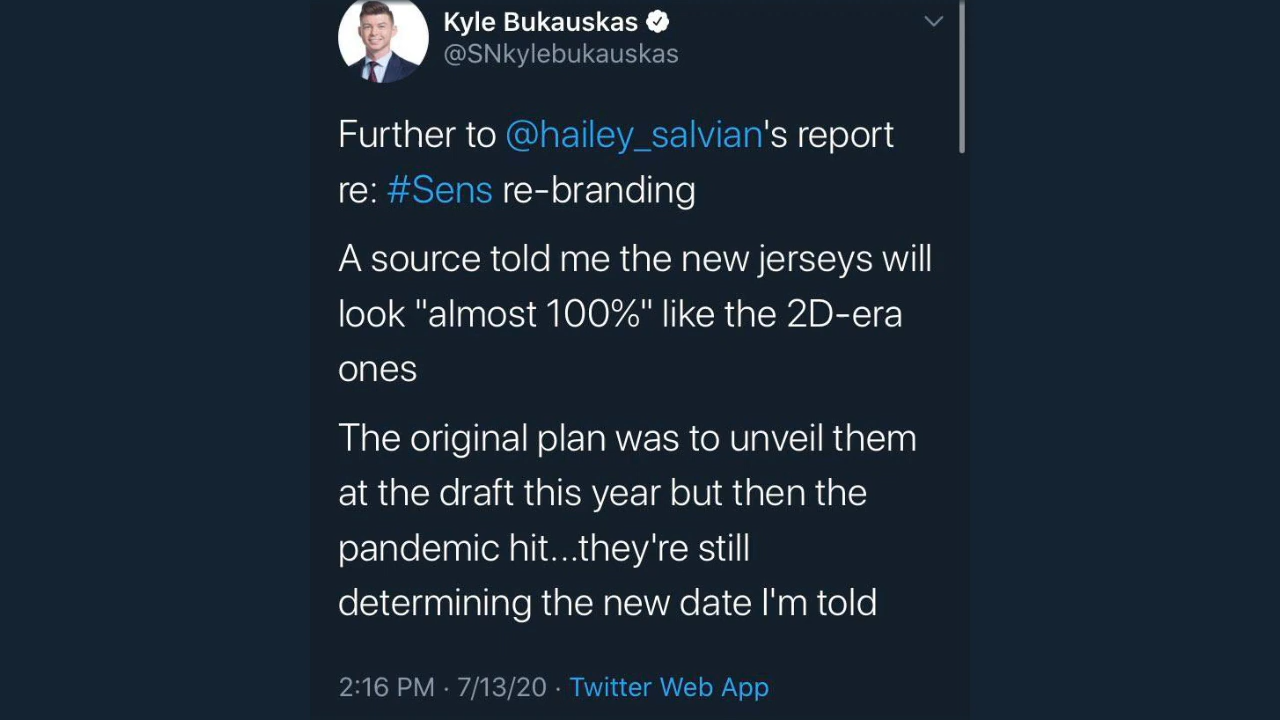 Kyle Bukauskas
@SNkylebukauskas
Further to @hailey_salvian's report
re: #Sens re-branding
A source told me the new jerseys will
look "almost 100%" like the 2D-era
ones
The original plan was to unveil them
at the draft this year but then the
pandemic hit...they're still
determining the new date I'm told
2:16 PM · 7/13/20 · Twitter Web App